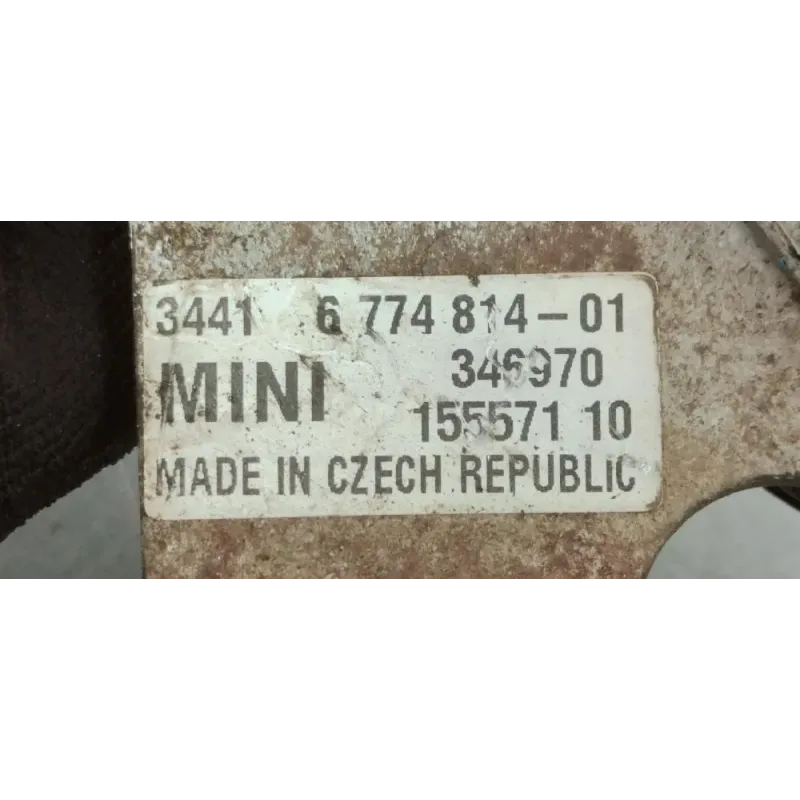 3441 6 774 814-01
MINI 346970
155571 10
MADE IN CZECH REPUBLIC